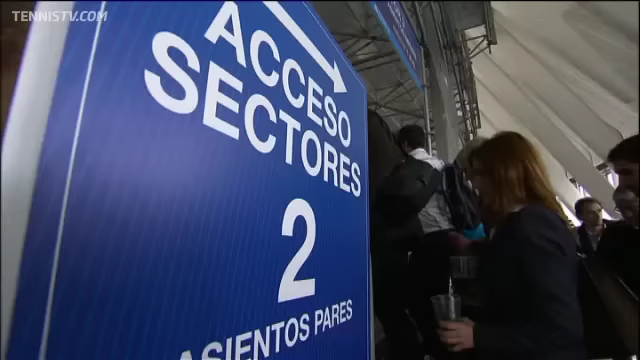 TENNISTV.COM
ACCESO
SECTORES
2
ASIENTOS PARES